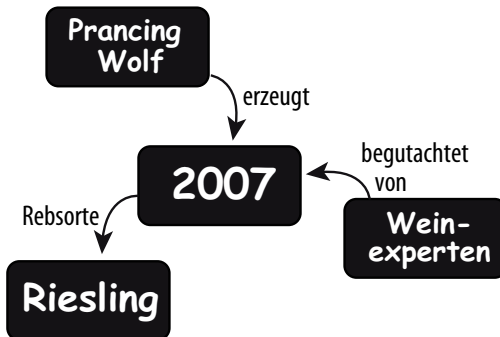 Prancing
Wolf
erzeugt
begutachtet
von
2007
Rebsorte
Wein-
experten
Riesling